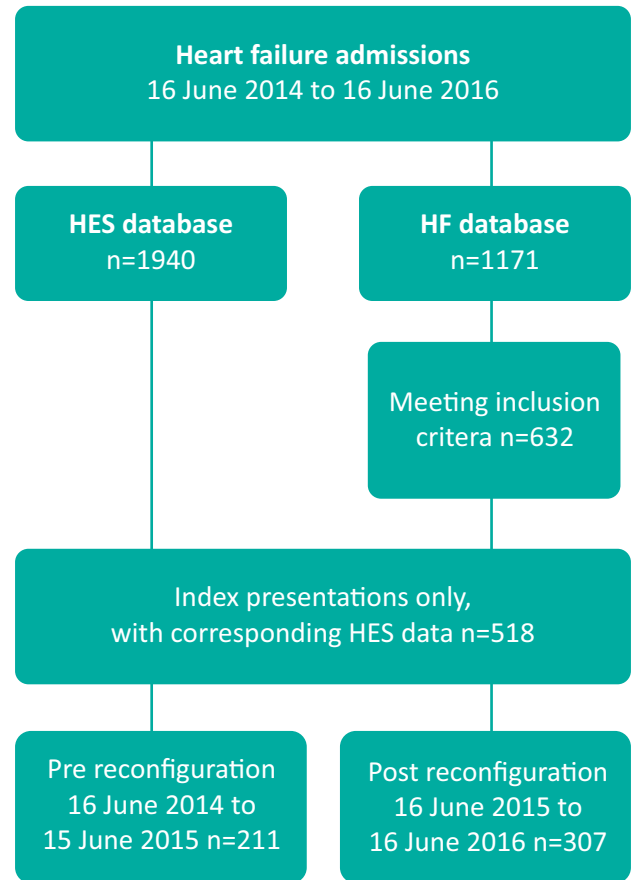 Heart failure admissions
16 June 2014 to 16 June 2016
HES database
n=1940
HF database
n=1171
Meeting inclusion
critera n=632
Index presentations only,
with corresponding HES data n=518
Pre reconfiguration
16 June 2014 to
15 June 2015 n=211
Post reconfiguration
16 June 2015 to
16 June 2016 n=307